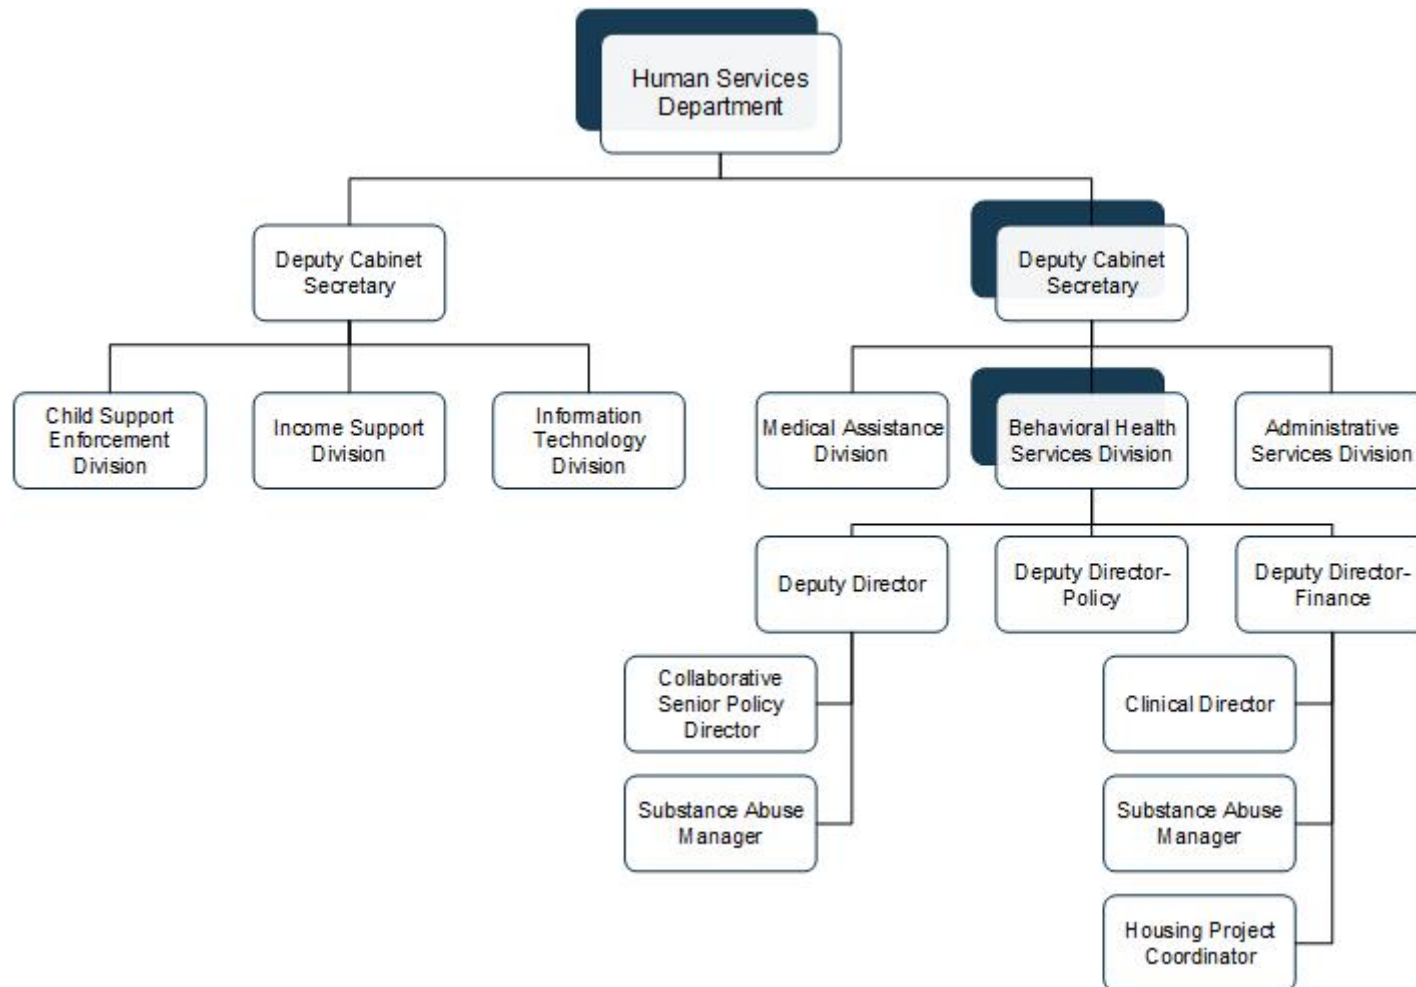 Human Services
Department
Deputy Cabinet
Secretary
Deputy Cabinet
Secretary
Child Support
Enforcement
Division
Income Support
Division
Information
Technology
Division
Medical Assistance
Division
Behavioral Health
Services Division
Administrative
Services Division
Deputy Director
Deputy Director-
Policy
Deputy Director-
Finance
Collaborative
Senior Policy
Director
Clinical Director
Substance Abuse
Manager
Substance Abuse
Manager
Housing Project
Coordinator